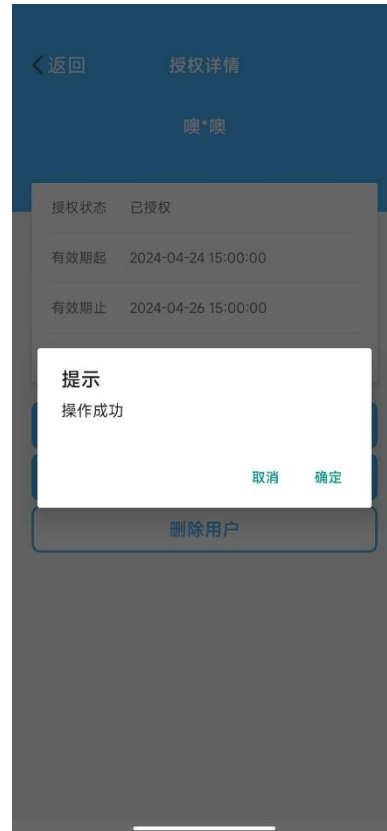 返回 授权详情
噢*噢
授权状态 已授权
有效期起 2024-04-24 15:00:00
有效期止 2024-04-26 15:00:00
提示
操作成功
取消 确定
删除用户